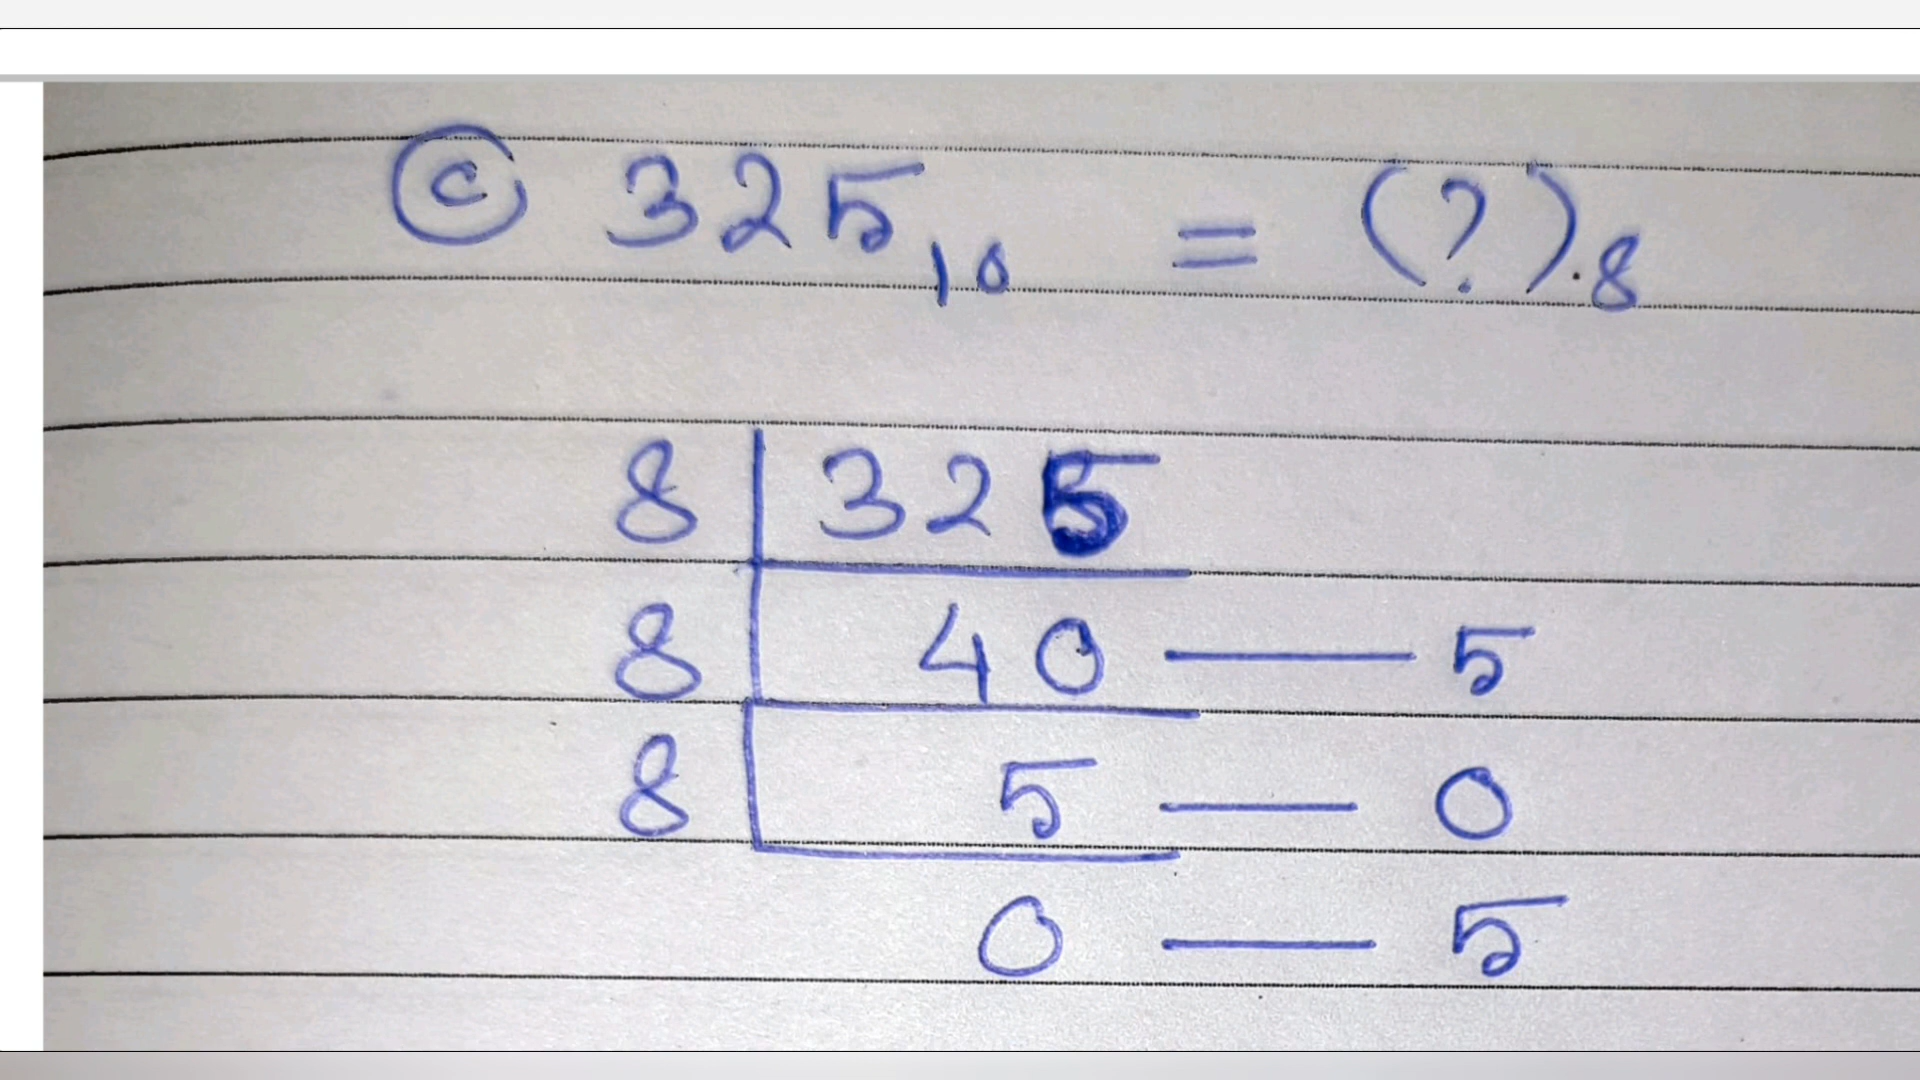 (c) 325₁₀ = (?).₈
8 | 325
8 | 40 — 5
8 | 5 — 0
0 — 5